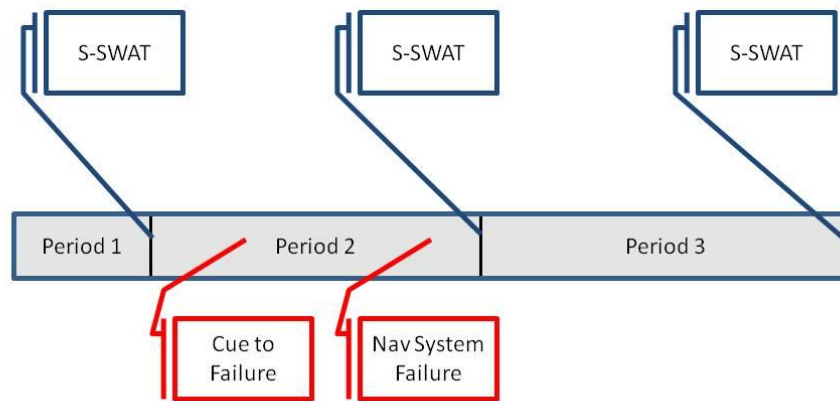 S-SWAT
S-SWAT
S-SWAT
Period 1
Period 2
Period 3
Cue to
Failure
Nav System
Failure